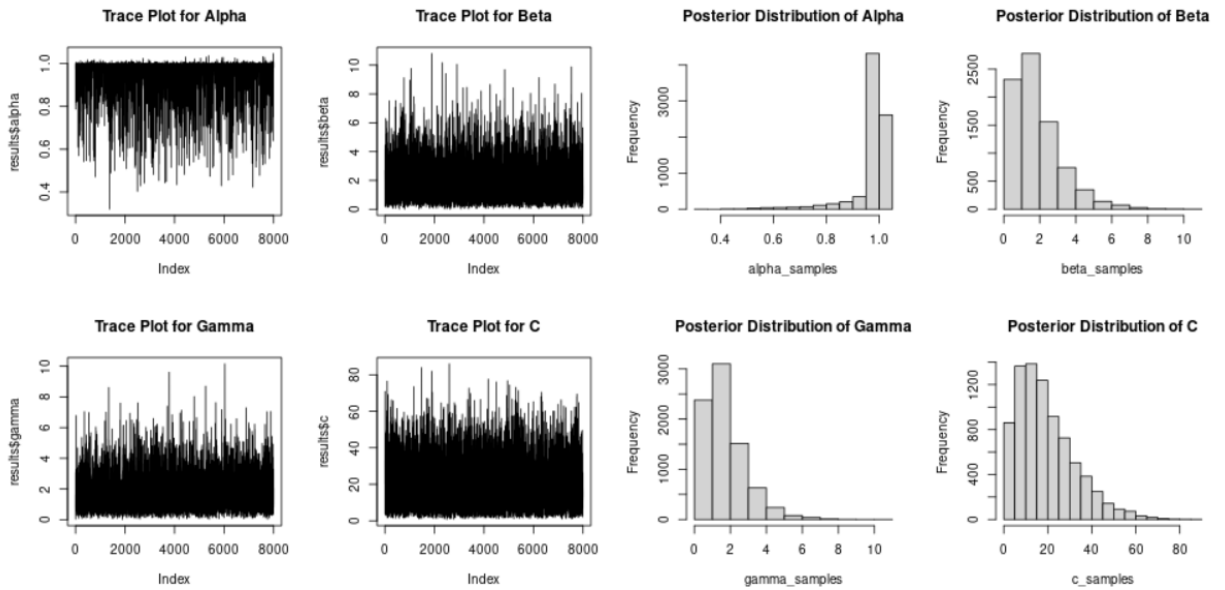 Trace Plot for Alpha
results$alpha
0.4 0.6 0.8 1.0
0 2000 4000 6000 8000
Index
Trace Plot for Beta
results$beta
0 2 4 6 8 10
0 2000 4000 6000 8000
Index
Posterior Distribution of Alpha
Frequency
0 1000 3000
0.4 0.6 0.8 1.0
alpha_samples
Posterior Distribution of Beta
Frequency
0 500 1500 2500
0 2 4 6 8 10
beta_samples
Trace Plot for Gamma
results$gamma
0 2 4 6 8 10
0 2000 4000 6000 8000
Index
Trace Plot for C
results$c
0 20 40 60 80
0 2000 4000 6000 8000
Index
Posterior Distribution of Gamma
Frequency
0 1000 2000 3000
0 2 4 6 8 10
gamma_samples
Posterior Distribution of C
Frequency
0 400 800 1200
0 20 40 60 80
c_samples